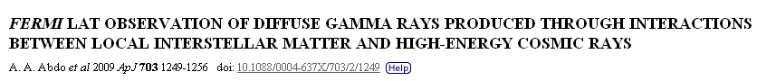 FERMI LAT OBSERVATION OF DIFFUSE GAMMA RAYS PRODUCED THROUGH INTERACTIONS
BETWEEN LOCAL INTERSTELLAR MATTER AND HIGH-ENERGY COSMIC RAYS
A. A. Abdo et al 2009 ApJ 703 1249-1256 doi: 10.1088/0004-637X/703/2/1249 Help